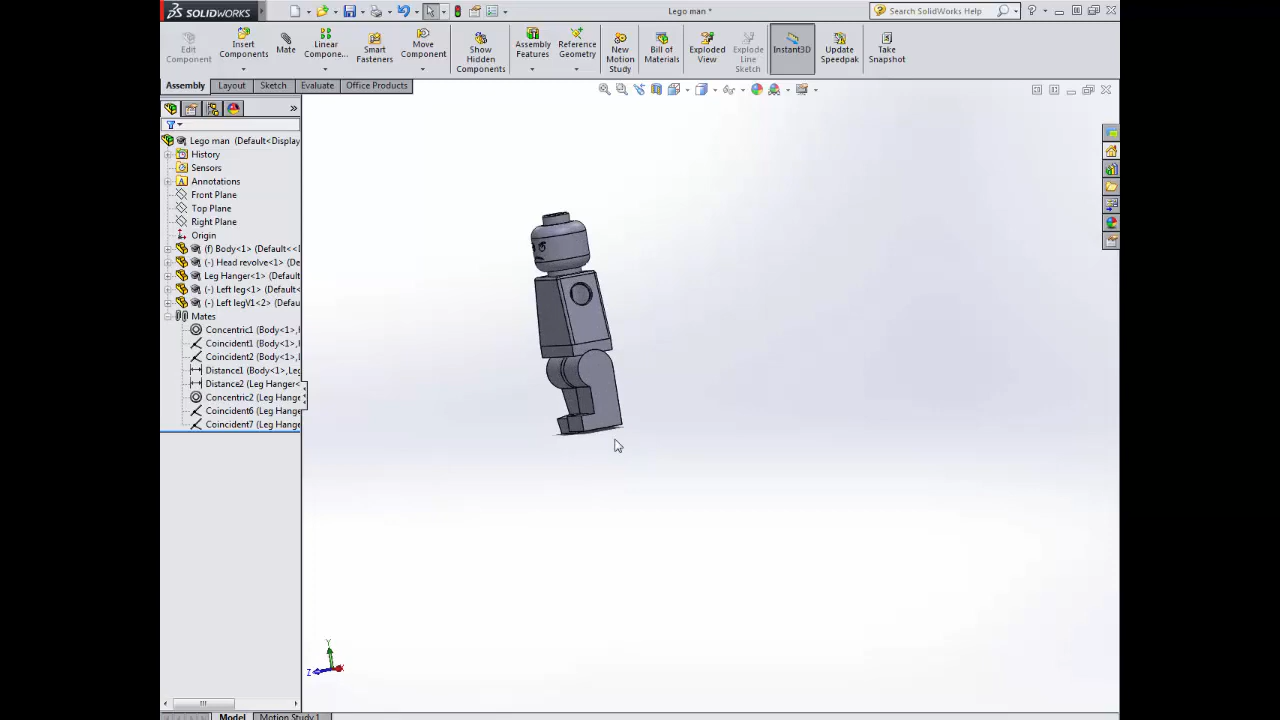 SOLIDWORKS
Lego man *
Search SolidWorks
Edit Component
Insert Components
Mate
Linear Compone...
Smart Fasteners
Move Component
Show Hidden Components
Assembly Features
Reference Geometry
New Motion Study
Bill of Materials
Exploded View
Explode Line Sketch
Instant3D
Update Speedpak
Take Snapshot
Assembly Layout Sketch Evaluate Office Products
Lego man (Default<Display
History
Sensors
Annotations
Front Plane
Top Plane
Right Plane
Origin
(f) Body<1> (Default<<
(-) Head revolve<1> (De
Leg Hanger<1> (Default
(-) Left leg<1> (Default
(-) Left legV1<2> (Defau
Mates
Concentric1 (Body<1>,
Coincident1 (Body<1>,
Coincident2 (Body<1>,
Distance1 (Body<1>,Leg
Distance2 (Leg Hanger<
Concentric2 (Leg Hange
Coincident6 (Leg Hange
Coincident7 (Leg Hange
Y
Z
X
Model Motion Study 1